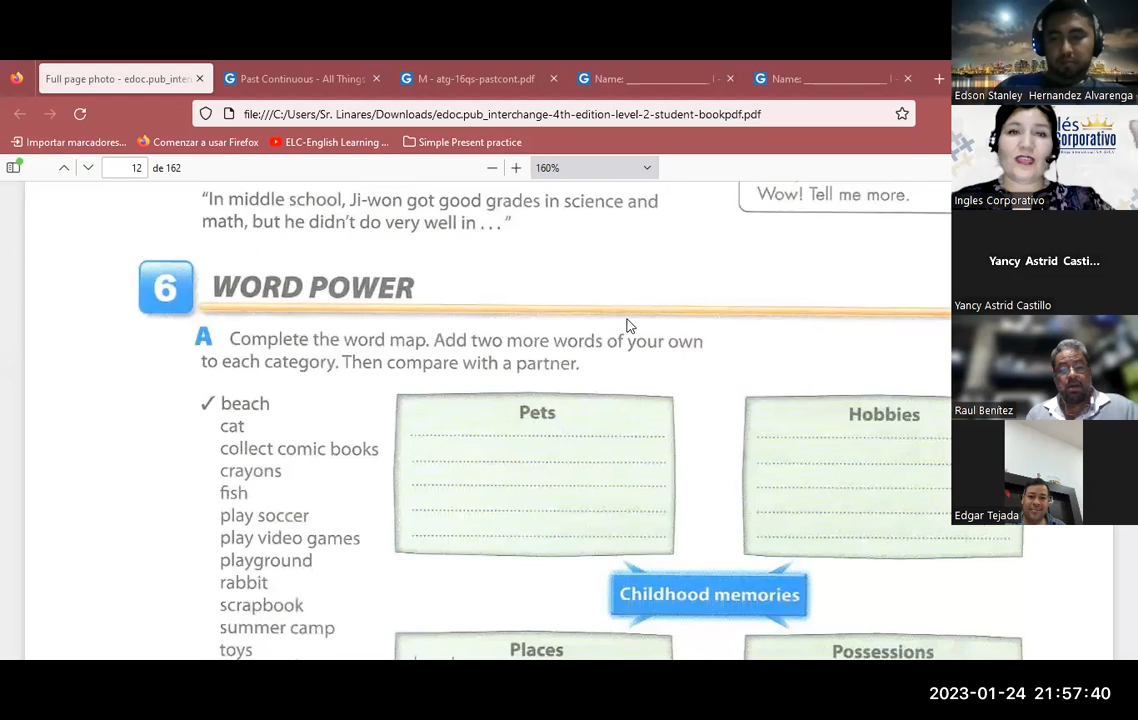 Full page photo - edoc.pub_inter
Past Continuous - All Thing:
M - atg-16qs-pastcont.pdf
Name: ______________ | -
Name: ______________ | -
file:///C:/Users/Sr. Linares/Downloads/edoc.pub_interchange-4th-edition-level-2-student-bookpdf.pdf
Importar marcadores...
Comenzar a usar Firefox
ELC-English Learning ...
Simple Present practice
12
de 162
160%
"In middle school, Ji-won got good grades in science and
math, but he didn't do very well in . . ."
Wow! Tell me more.
6 WORD POWER
A Complete the word map. Add two more words of your own
to each category. Then compare with a partner.
✓ beach
cat
collect comic books
crayons
fish
play soccer
play video games
playground
rabbit
scrapbook
summer camp
toys
Pets
Hobbies
Childhood memories
Places
Possessions
Edson Stanley Hernandez Alvarenga
lés
Corporativo
Ingles Corporativo
Yancy Astrid Casti...
Yancy Astrid Castillo
Raul Benitez
Edgar Tejada
2023-01-24 21:57:40